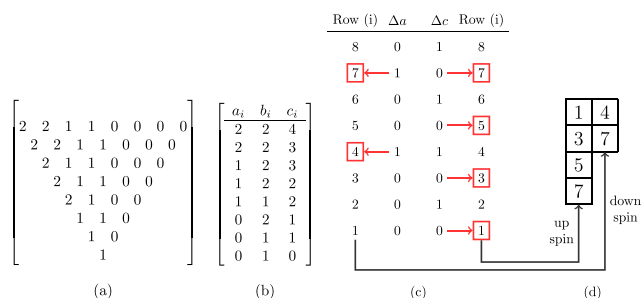 2 2 1 1 0 0 0 0
2 2 1 1 0 0 0
2 1 1 0 0 0
2 1 1 0 0
2 1 0 0
1 1 0
1 0
1
(a)
a_i b_i c_i
2 2 4
2 2 3
1 2 3
1 2 2
1 1 2
0 2 1
0 1 1
0 1 0
(b)
Row (i) Δa Δc Row (i)
8 0 1 8
7 1 0 7
6 0 1 6
5 0 0 5
4 1 1 4
3 0 0 3
2 0 1 2
1 0 0 1
(c)
1 4
3 7
5
7
up
spin
down
spin
(d)